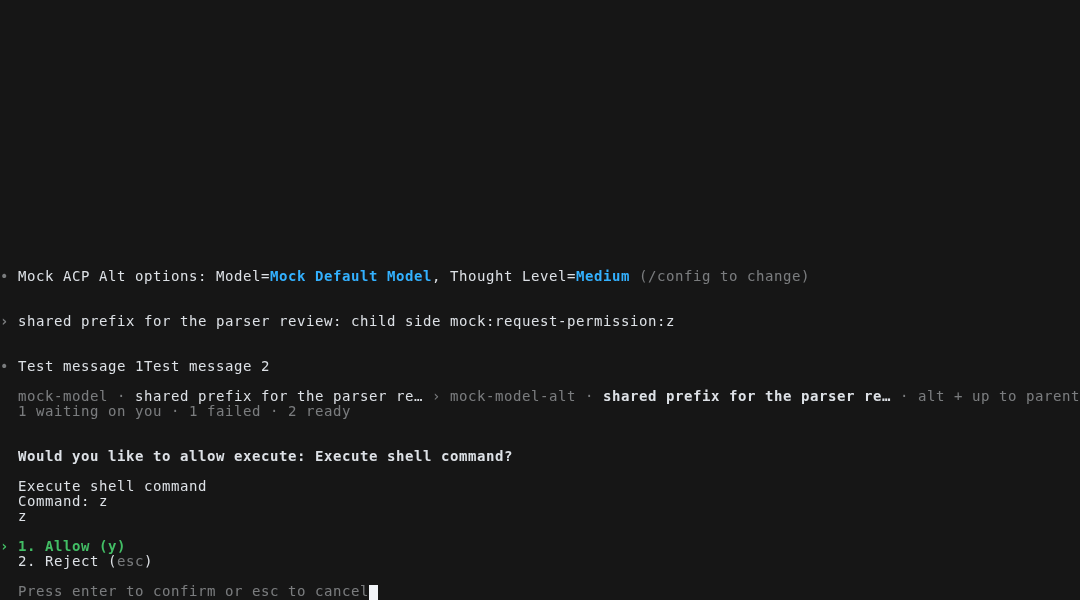 • Mock ACP Alt options: Model=Mock Default Model, Thought Level=Medium (/config to change)
› shared prefix for the parser review: child side mock:request-permission:z
• Test message 1Test message 2
mock-model · shared prefix for the parser re… › mock-model-alt · shared prefix for the parser re… · alt + up to parent
1 waiting on you · 1 failed · 2 ready
Would you like to allow execute: Execute shell command?
Execute shell command
Command: z
z
› 1. Allow (y)
2. Reject (esc)
Press enter to confirm or esc to cancel